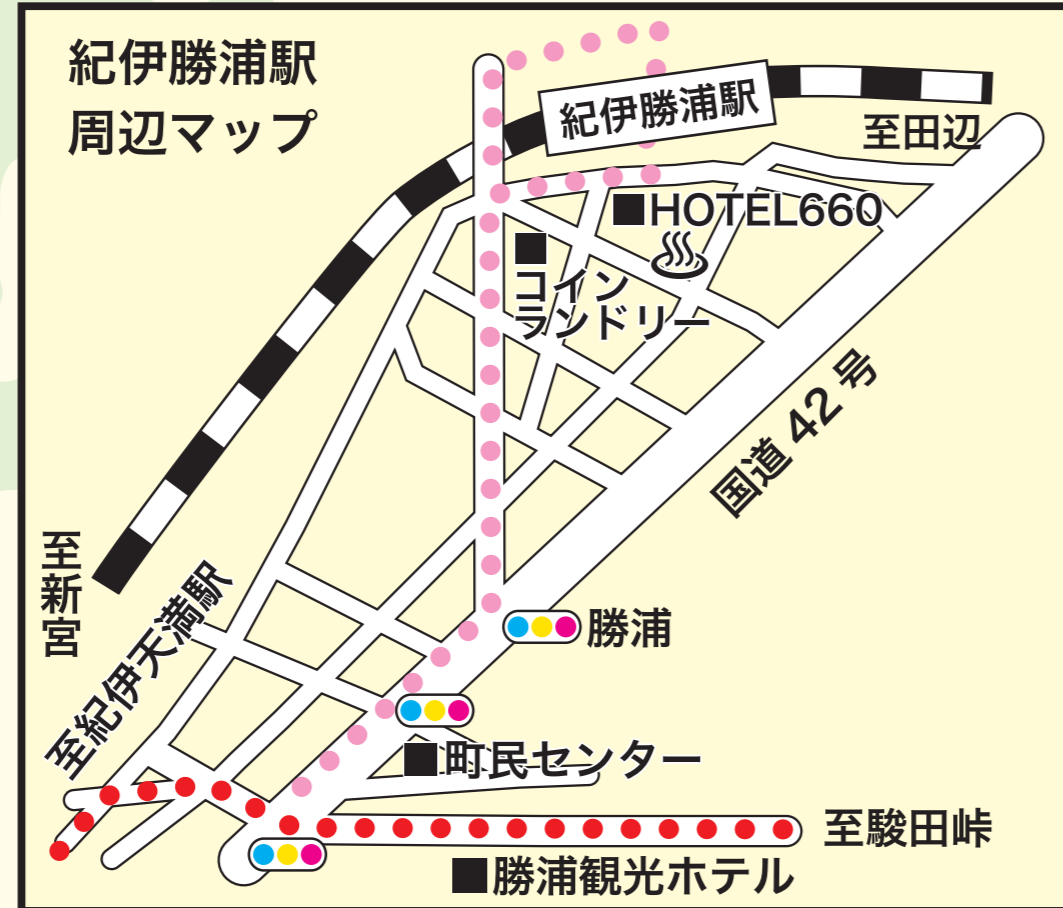 紀伊勝浦駅
周辺マップ
紀伊勝浦駅
至田辺
■HOTEL660
■
コイン
ランドリー
国道 42 号
至新宮
至紀伊天満駅
勝浦
■町民センター
至駿田峠
■勝浦観光ホテル